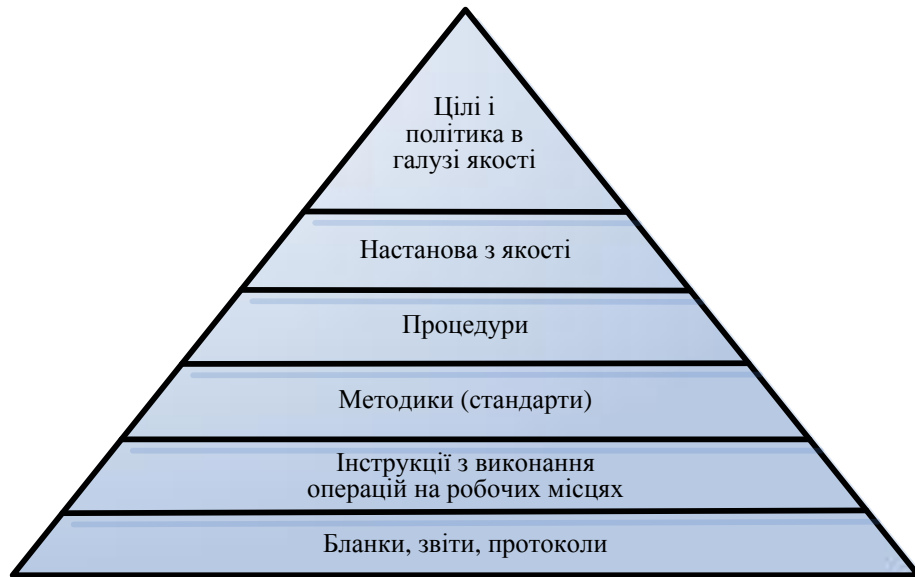 Цілі і
політика в
галузі якості
Настанова з якості
Процедури
Методики (стандарти)
Інструкції з виконання
операцій на робочих місцях
Бланки, звіти, протоколи